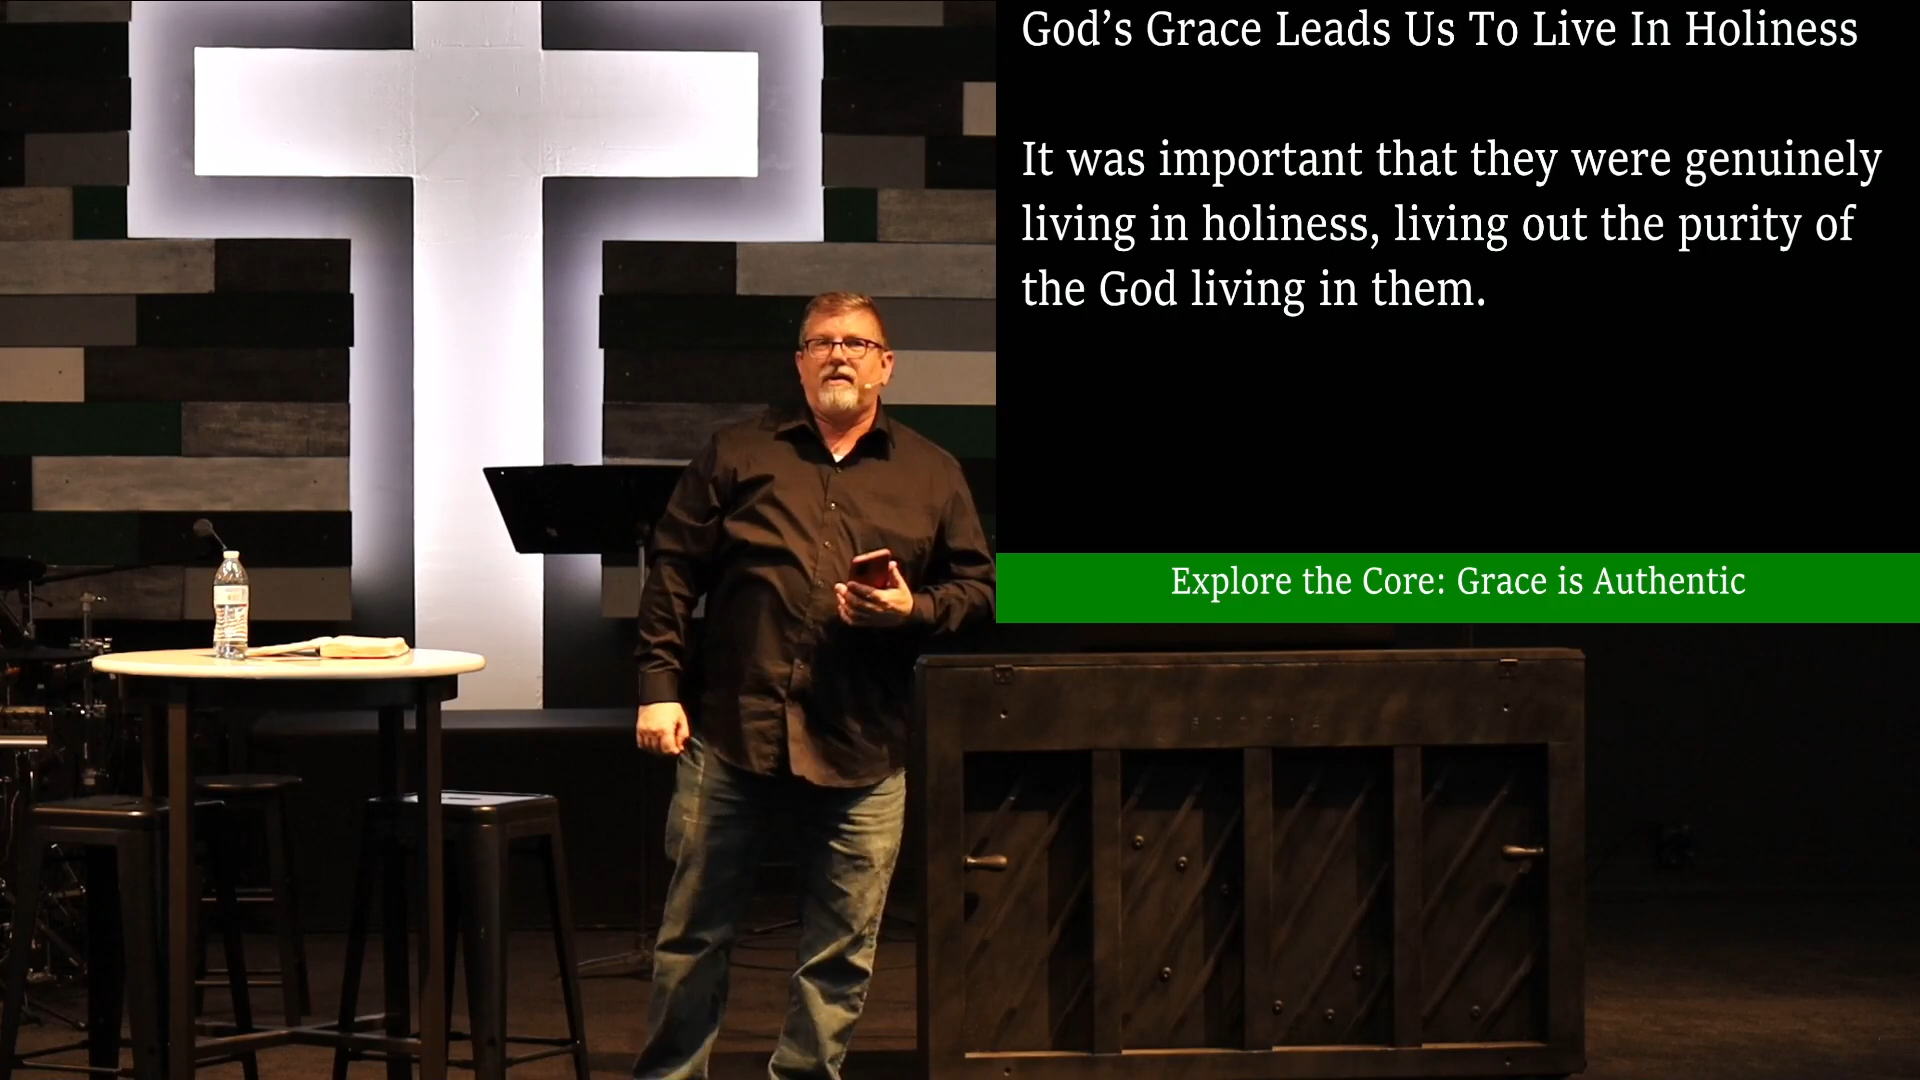 God’s Grace Leads Us To Live In Holiness
It was important that they were genuinely
living in holiness, living out the purity of
the God living in them.
Explore the Core: Grace is Authentic